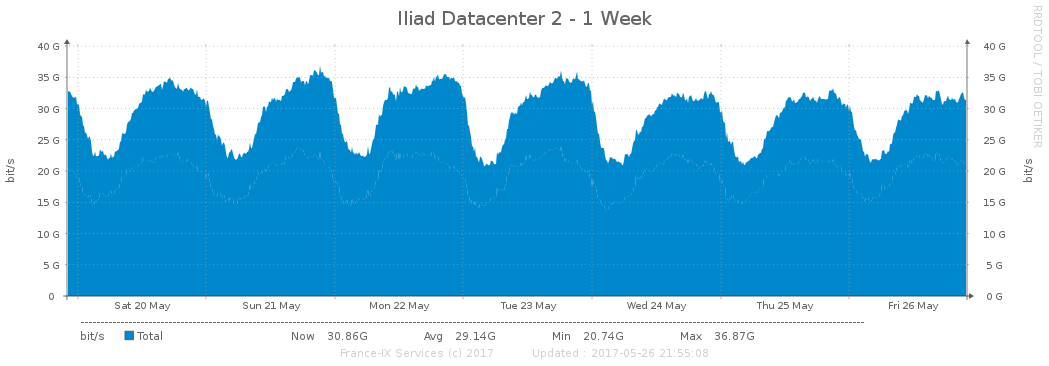 Iliad Datacenter 2 - 1 Week
RRDTOOL / TOBI OETIKER
40 G 40 G
35 G 35 G
30 G 30 G
25 G 25 G
20 G 20 G
15 G 15 G
10 G 10 G
5 G 5 G
0 0 G
bit/s bit/s
Sat 20 May Sun 21 May Mon 22 May Tue 23 May Wed 24 May Thu 25 May Fri 26 May
bit/s Total Now 30.86G Avg 29.14G Min 20.74G Max 36.87G
France-IX Services (c) 2017 Updated : 2017-05-26 21:55:08